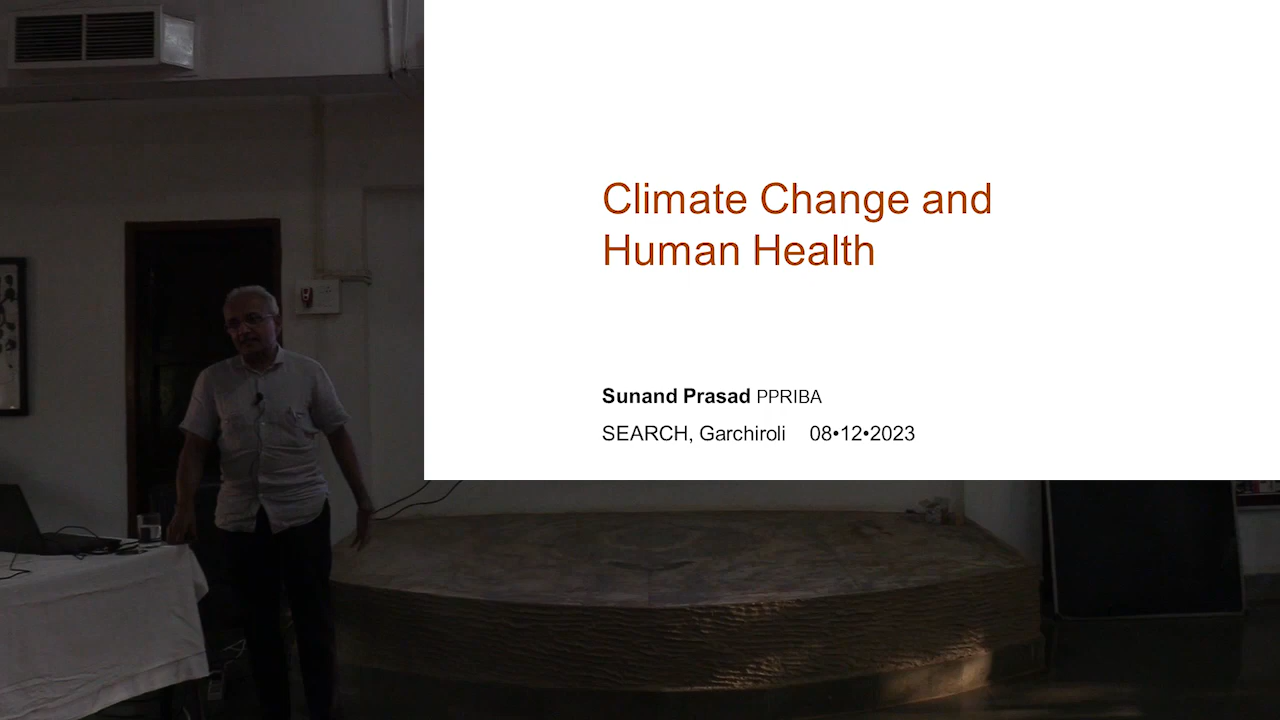 Climate Change and
Human Health
Sunand Prasad PPRIBA
SEARCH, Garchiroli 08•12•2023